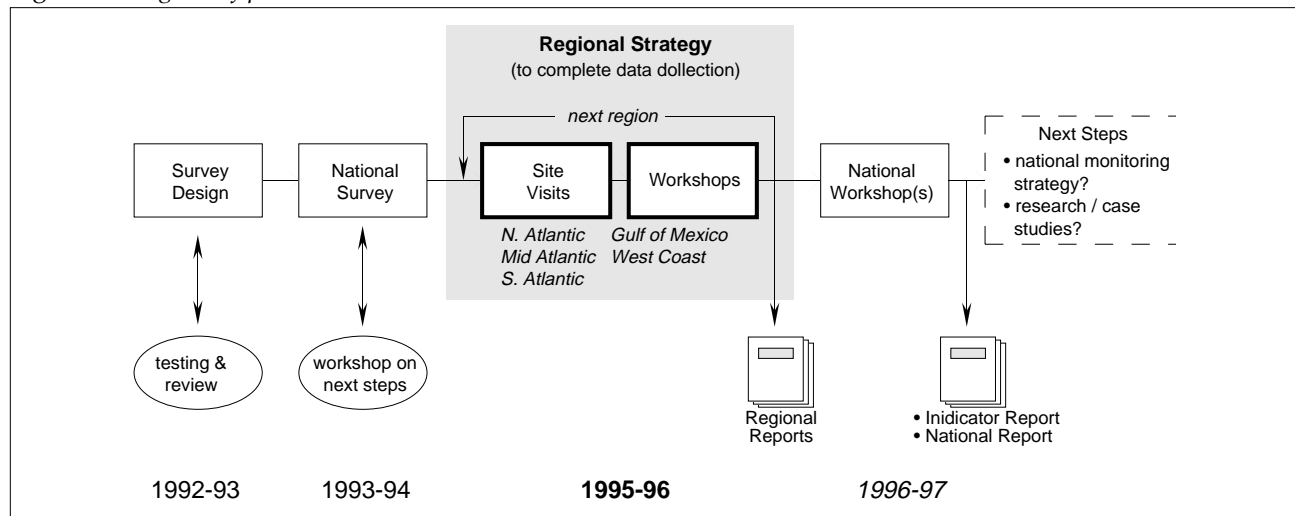 Regional Strategy
(to complete data dollection)
next region
Survey
Design
National
Survey
Site
Visits
Workshops
National
Workshop(s)
Next Steps
• national monitoring
strategy?
• research / case
studies?
N. Atlantic
Mid Atlantic
S. Atlantic
Gulf of Mexico
West Coast
testing &
review
workshop on
next steps
Regional
Reports
• Inidicator Report
• National Report
1992-93
1993-94
1995-96
1996-97